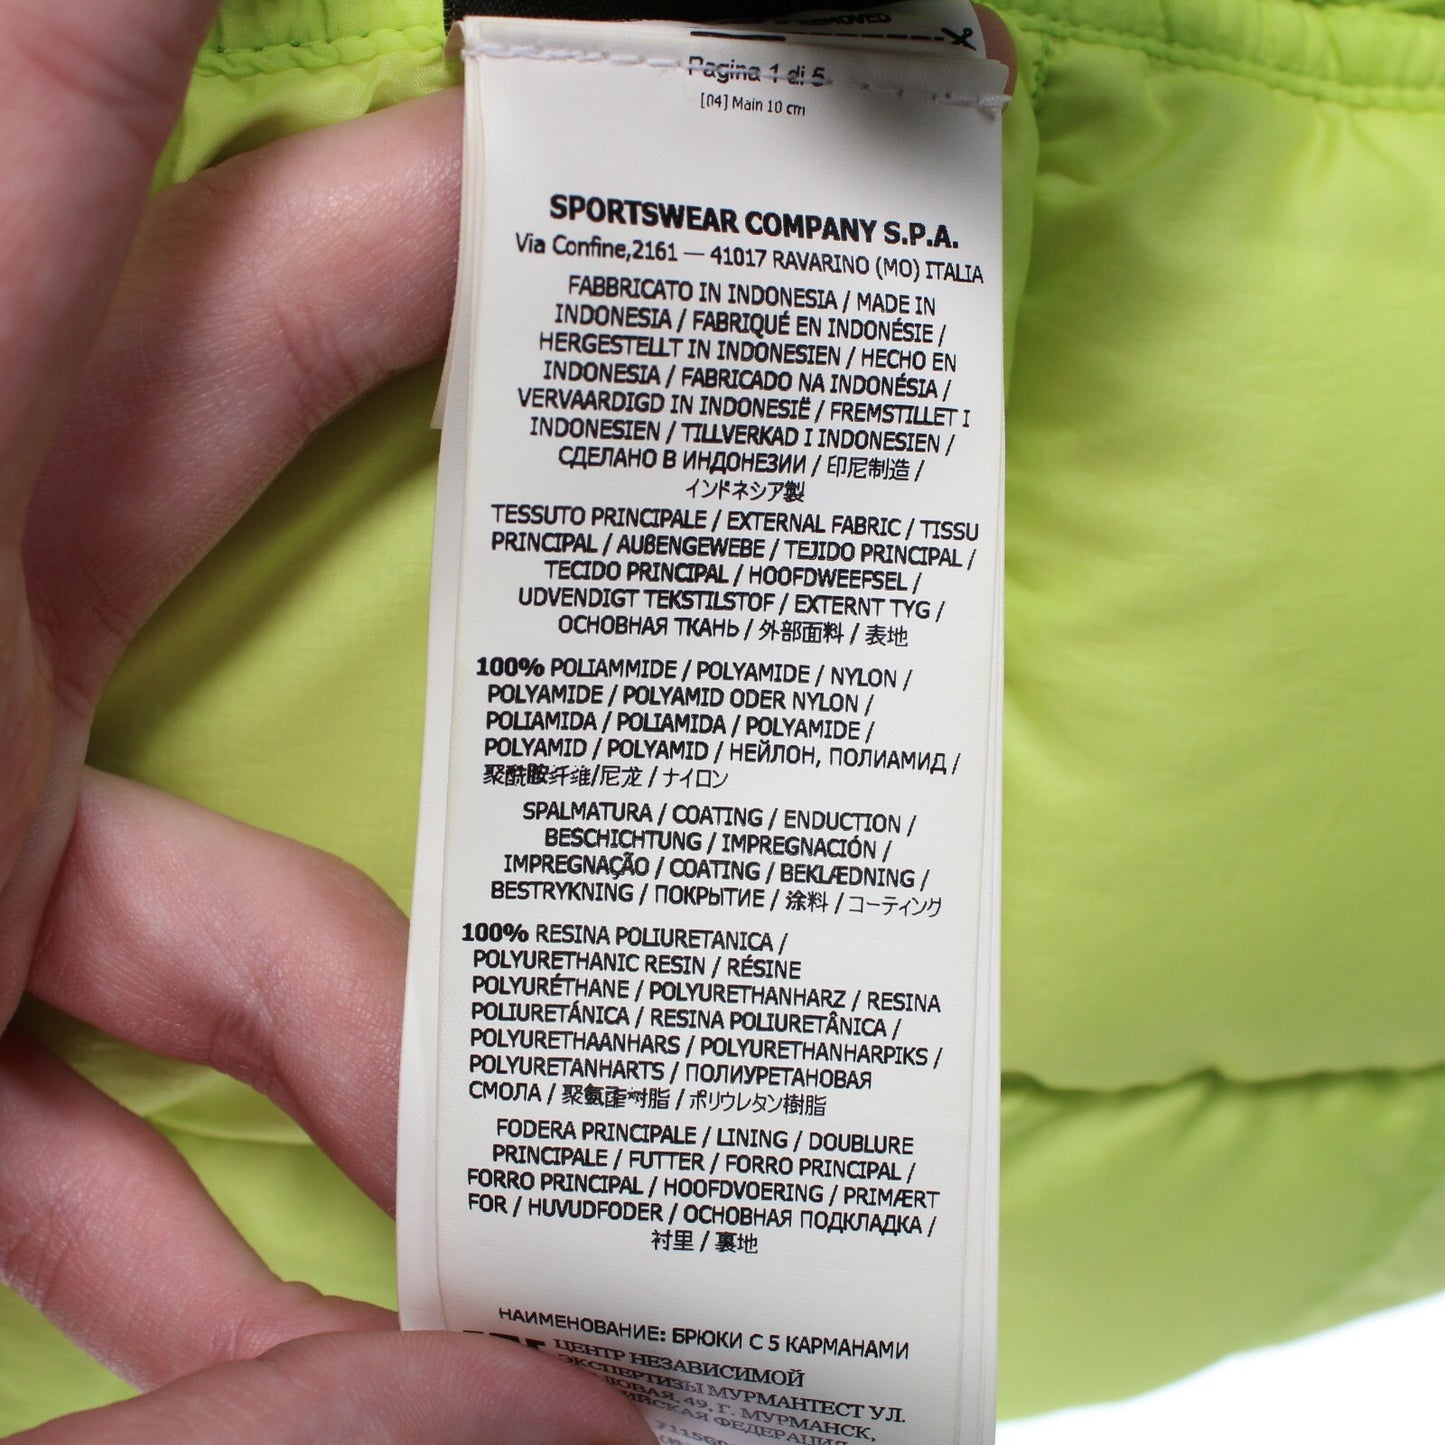 REMOVED
Pagina 1 di 5
[04] Main 10 cm
SPORTSWEAR COMPANY S.P.A.
Via Confine,2161 — 41017 RAVARINO (MO) ITALIA
FABBRICATO IN INDONESIA / MADE IN
INDONESIA / FABRIQUÉ EN INDONÉSIE /
HERGESTELLT IN INDONESIEN / HECHO EN
INDONESIA / FABRICADO NA INDONÉSIA /
VERVAARDIGD IN INDONESIË / FREMSTILLET I
INDONESIEN / TILLVERKAD I INDONESIEN /
СДЕЛАНО В ИНДОНЕЗИИ / 印尼制造 /
インドネシア製
TESSUTO PRINCIPALE / EXTERNAL FABRIC / TISSU
PRINCIPAL / AUßENGEWEBE / TEJIDO PRINCIPAL /
TECIDO PRINCIPAL / HOOFDWEEFSEL /
UDVENDIGT TEKSTILSTOF / EXTERNT TYG /
ОСНОВНАЯ ТКАНЬ / 外部面料 / 表地
100% POLIAMMIDE / POLYAMIDE / NYLON /
POLYAMIDE / POLYAMID ODER NYLON /
POLIAMIDA / POLIAMIDA / POLYAMIDE /
POLYAMID / POLYAMID / НЕЙЛОН, ПОЛИАМИД /
聚酰胺纤维/尼龙 / ナイロン
SPALMATURA / COATING / ENDUCTION /
BESCHICHTUNG / IMPREGNACIÓN /
IMPREGNAÇÃO / COATING / BEKLÆDNING /
BESTRYKNING / ПОКРЫТИЕ / 涂料 / コーティング
100% RESINA POLIURETANICA /
POLYURETHANIC RESIN / RÉSINE
POLYURÉTHANE / POLYURETHANHARZ / RESINA
POLIURETÁNICA / RESINA POLIURETÂNICA /
POLYURETHAANHARS / POLYURETHANHARPIKS /
POLYURETANHARTS / ПОЛИУРЕТАНОВАЯ
СМОЛА / 聚氨酯树脂 / ポリウレタン樹脂
FODERA PRINCIPALE / LINING / DOUBLURE
PRINCIPALE / FUTTER / FORRO PRINCIPAL /
FORRO PRINCIPAL / HOOFDVOERING / PRIMÆRT
FOR / HUVUDFODER / ОСНОВНАЯ ПОДКЛАДКА /
衬里 / 裏地
НАИМЕНОВАНИЕ: БРЮКИ С 5 КАРМАНАМИ
ЦЕНТР НЕЗАВИСИМОЙ
ЭКСПЕРТИЗЫ МУРМАНТЕСТ УЛ.
49, Г. МУРМАНСК,
ФЕДЕРАЦИЯ